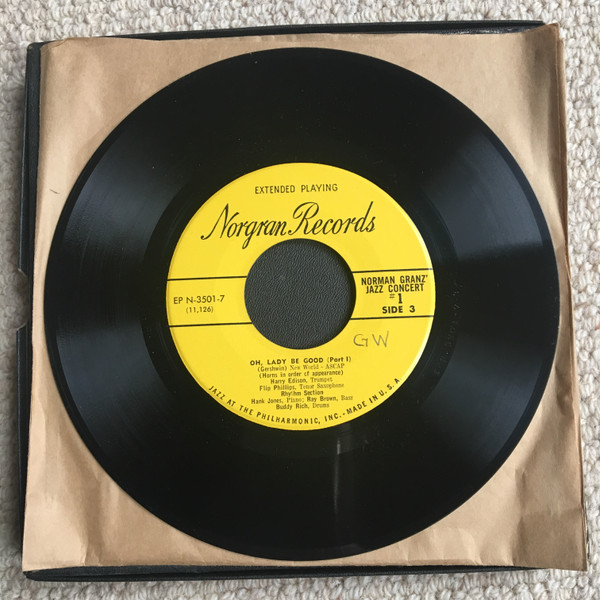 EXTENDED PLAYING
Norgran Records
EP N-3501-7
(11,126)
NORMAN GRANZ'
JAZZ CONCERT
#1
SIDE 3
GW
OH, LADY BE GOOD (Part I)
(Gershwin) New World - ASCAP
(Horns in order of appearance)
Harry Edison, Trumpet
Flip Phillips, Tenor Saxophone
Rhythm Section
Hank Jones, Piano; Ray Brown, Bass
Buddy Rich, Drums
JAZZ AT THE PHILHARMONIC, INC.-MADE IN U.S.A.